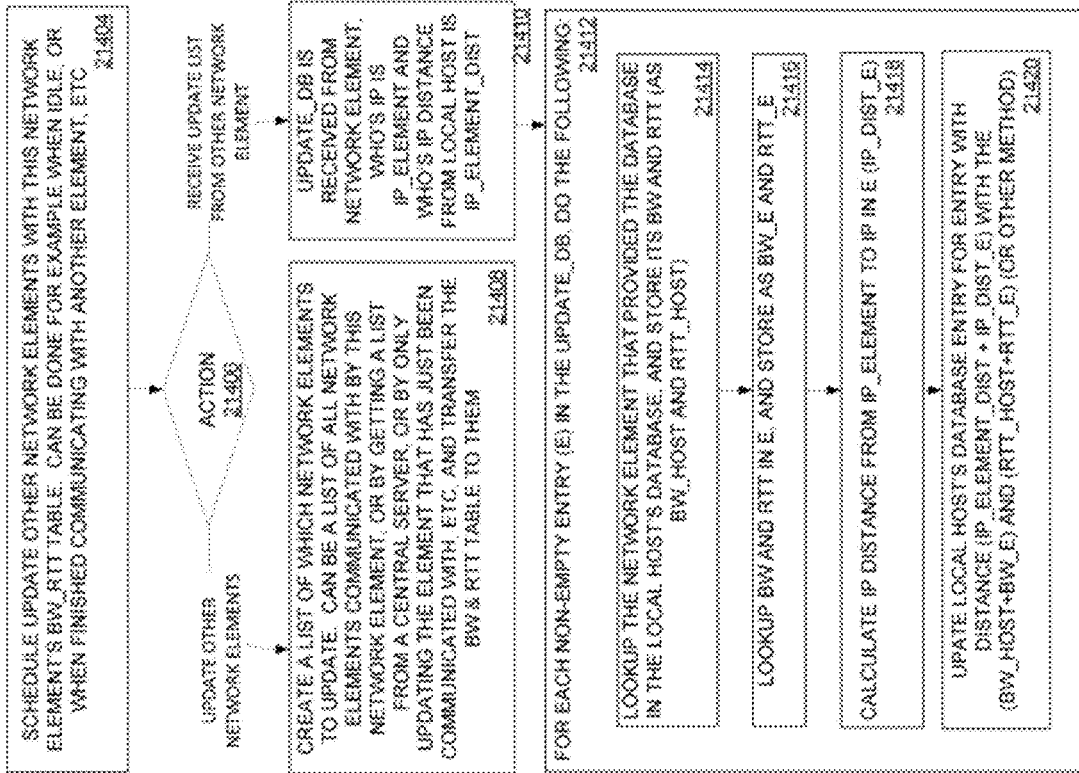 SCHEDULE UPDATE OTHER NETWORK ELEMENTS WITH THIS NETWORK
ELEMENT'S BW_RTT TABLE. CAN BE DONE FOR EXAMPLE WHEN IDLE, OR
WHEN FINISHED COMMUNICATING WITH ANOTHER ELEMENT, ETC
21404
ACTION
21406
UPDATE OTHER
NETWORK ELEMENTS
RECEIVE UPDATE LIST
FROM OTHER NETWORK
ELEMENT
CREATE A LIST OF WHICH NETWORK ELEMENTS
TO UPDATE. CAN BE A LIST OF ALL NETWORK
ELEMENTS COMMUNICATED WITH BY THIS
NETWORK ELEMENT, OR BY GETTING A LIST
FROM A CENTRAL SERVER, OR BY ONLY
UPDATING THE ELEMENT THAT HAS JUST BEEN
COMMUNICATED WITH, ETC. AND TRANSFER THE
BW & RTT TABLE TO THEM
21408
UPDATE_DB IS
RECEIVED FROM
NETWORK ELEMENT,
WHO'S IP IS
IP_ELEMENT AND
WHO'S IP DISTANCE
FROM LOCAL HOST IS
IP_ELEMENT_DIST
21410
FOR EACH NON-EMPTY ENTRY (E) IN THE UPDATE_DB, DO THE FOLLOWING:
21412
LOOKUP THE NETWORK ELEMENT THAT PROVIDED THE DATABASE
IN THE LOCAL HOST'S DATABASE, AND STORE ITS BW AND RTT (AS
BW_HOST AND RTT_HOST)
21414
LOOKUP BW AND RTT IN E, AND STORE AS BW_E AND RTT_E
21416
CALCULATE IP DISTANCE FROM IP_ELEMENT TO IP IN E (IP_DIST_E)
21418
UPATE LOCAL HOST'S DATABASE ENTRY FOR ENTRY WITH
DISTANCE (IP_ELEMENT_DIST + IP_DIST_E) WITH THE
(BW_HOST+BW_E) AND (RTT_HOST+RTT_E) (OR OTHER METHOD)
21420